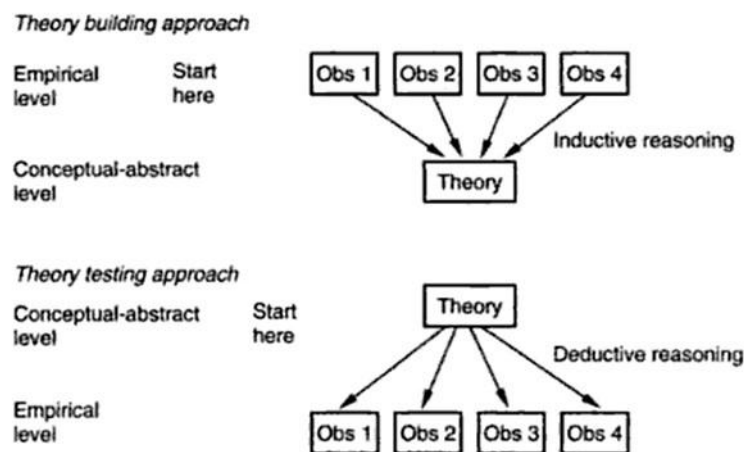 Theory building approach
Empirical level
Start here
Obs 1 Obs 2 Obs 3 Obs 4
Inductive reasoning
Conceptual-abstract level
Theory
Theory testing approach
Conceptual-abstract level
Start here
Theory
Deductive reasoning
Empirical level
Obs 1 Obs 2 Obs 3 Obs 4